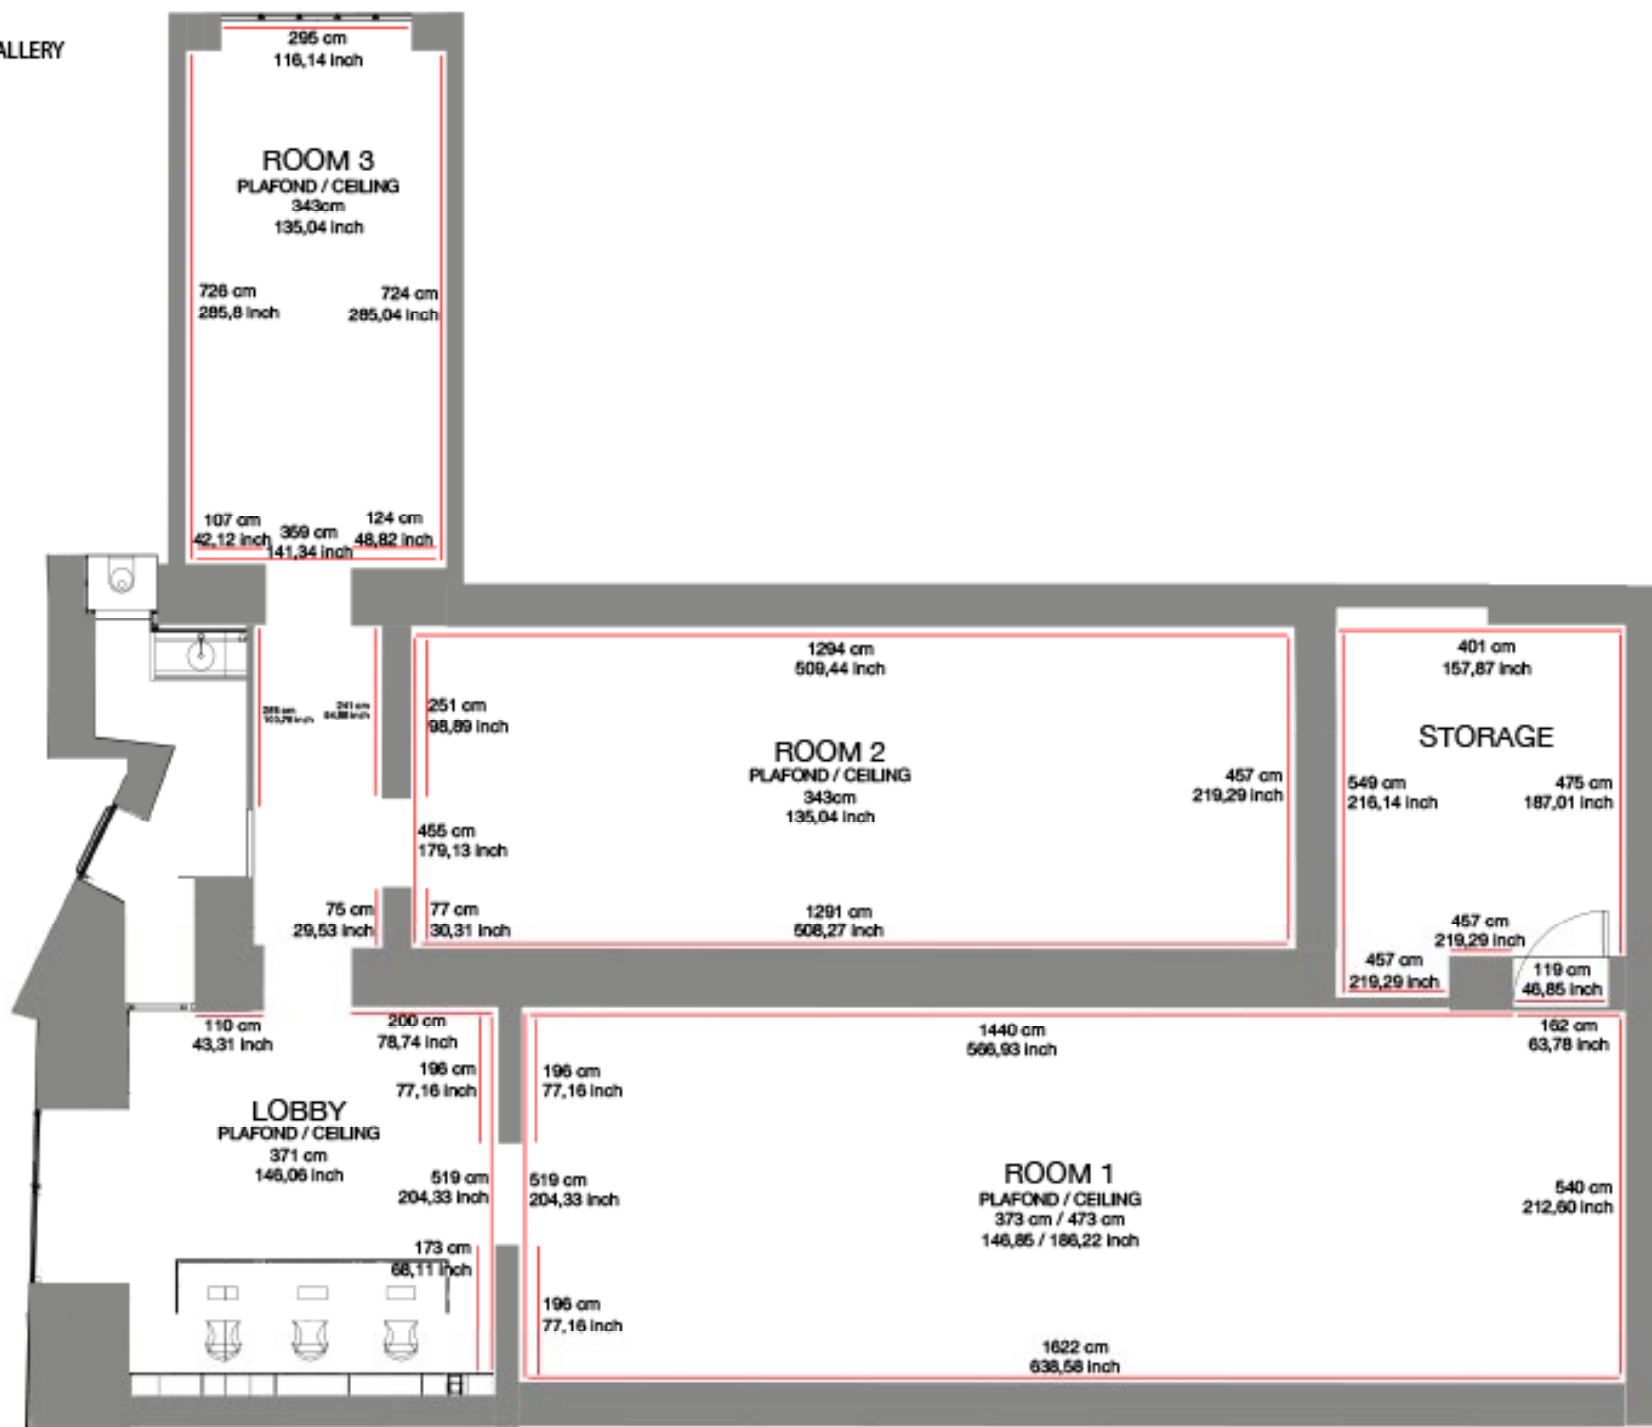 ALLERY
295 cm
116,14 inch
ROOM 3
PLAFOND / CEILING
343cm
135,04 inch
726 cm
285,8 inch
724 cm
285,04 inch
107 cm
42,12 inch
359 cm
141,34 inch
124 cm
48,82 inch
1294 cm
509,44 inch
401 cm
157,87 inch
241 cm
251 cm
98,89 inch
ROOM 2
PLAFOND / CEILING
343cm
135,04 inch
457 cm
219,29 inch
STORAGE
549 cm
216,14 inch
475 cm
187,01 inch
455 cm
179,13 inch
75 cm
29,53 inch
77 cm
30,31 inch
1291 cm
508,27 inch
457 cm
219,29 inch
457 cm
219,29 inch
119 cm
46,85 inch
110 cm
43,31 inch
200 cm
78,74 inch
196 cm
77,16 inch
196 cm
77,16 inch
1440 cm
566,93 inch
162 cm
63,78 inch
LOBBY
PLAFOND / CEILING
371 cm
146,06 inch
519 cm
204,33 inch
519 cm
204,33 inch
ROOM 1
PLAFOND / CEILING
373 cm / 473 cm
146,85 / 186,22 inch
540 cm
212,60 inch
173 cm
68,11 inch
196 cm
77,16 inch
1622 cm
638,58 inch